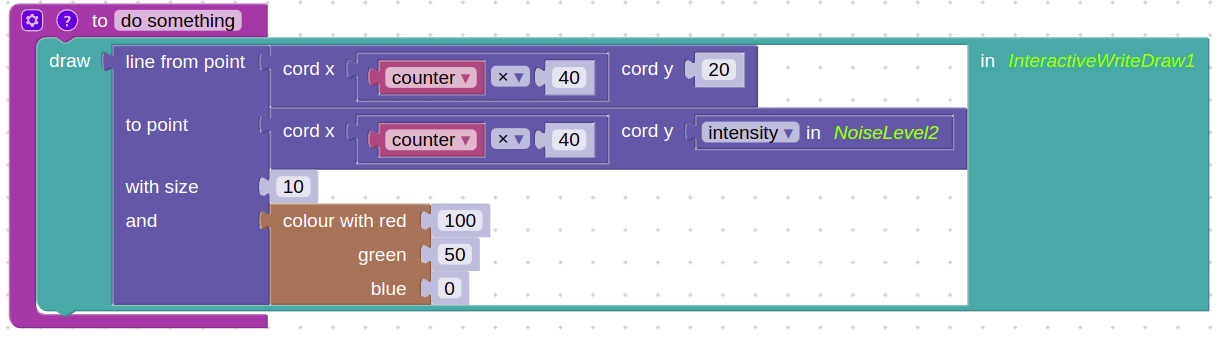 ? to do something
draw line from point cord x counter ▾ × ▾ 40 cord y 20 in InteractiveWriteDraw1
to point cord x counter ▾ × ▾ 40 cord y intensity ▾ in NoiseLevel2
with size 10
and colour with red 100
green 50
blue 0